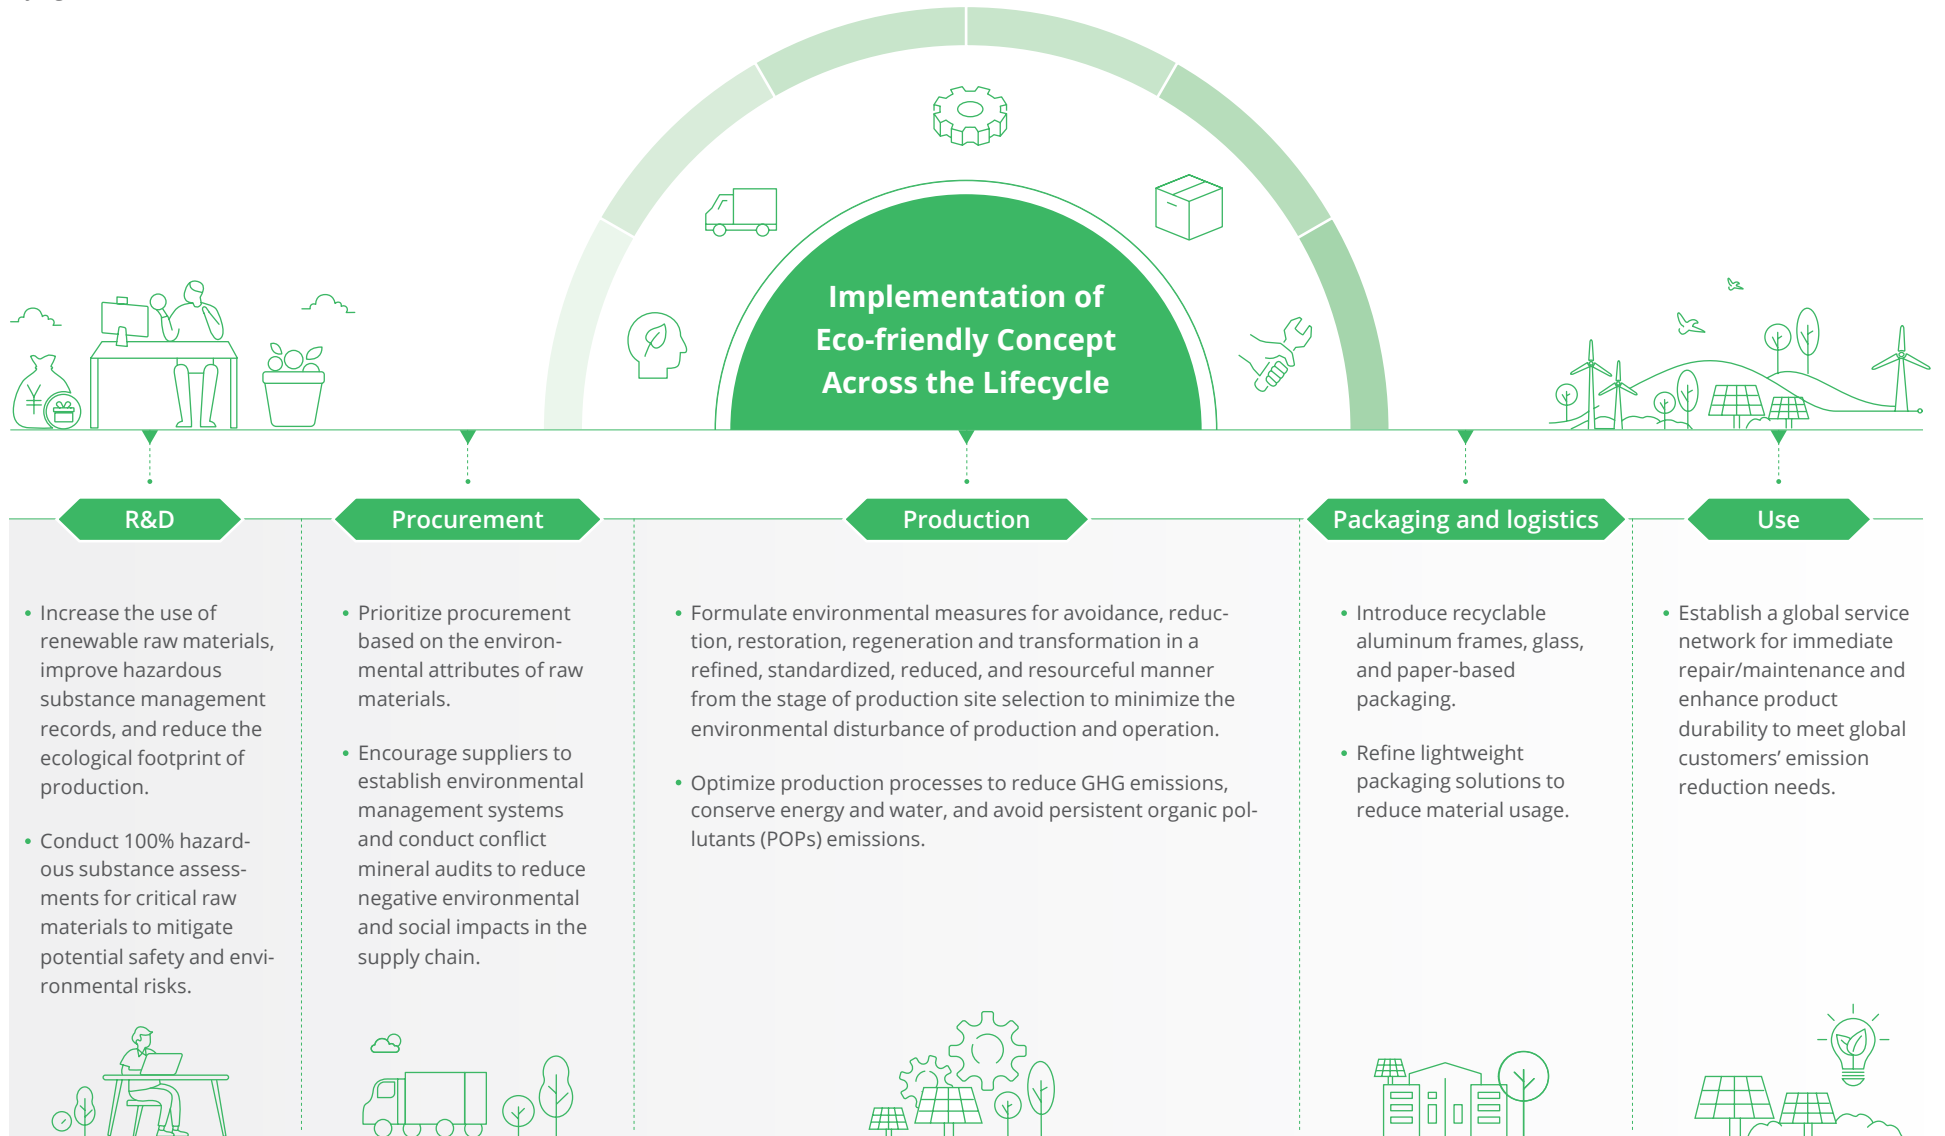 Implementation of
Eco-friendly Concept
Across the Lifecycle
¥
R&D
Increase the use of
renewable raw materials,
improve hazardous
substance management
records, and reduce the
ecological footprint of
production.
Conduct 100% hazard-
ous substance assess-
ments for critical raw
materials to mitigate
potential safety and envi-
ronmental risks.
Procurement
Prioritize procurement
based on the environ-
mental attributes of raw
materials.
Encourage suppliers to
establish environmental
management systems
and conduct conflict
mineral audits to reduce
negative environmental
and social impacts in the
supply chain.
Production
Formulate environmental measures for avoidance, reduc-
tion, restoration, regeneration and transformation in a
refined, standardized, reduced, and resourceful manner
from the stage of production site selection to minimize the
environmental disturbance of production and operation.
Optimize production processes to reduce GHG emissions,
conserve energy and water, and avoid persistent organic pol-
lutants (POPs) emissions.
Packaging and logistics
Introduce recyclable
aluminum frames, glass,
and paper-based
packaging.
Refine lightweight
packaging solutions to
reduce material usage.
Use
Establish a global service
network for immediate
repair/maintenance and
enhance product
durability to meet global
customers’ emission
reduction needs.